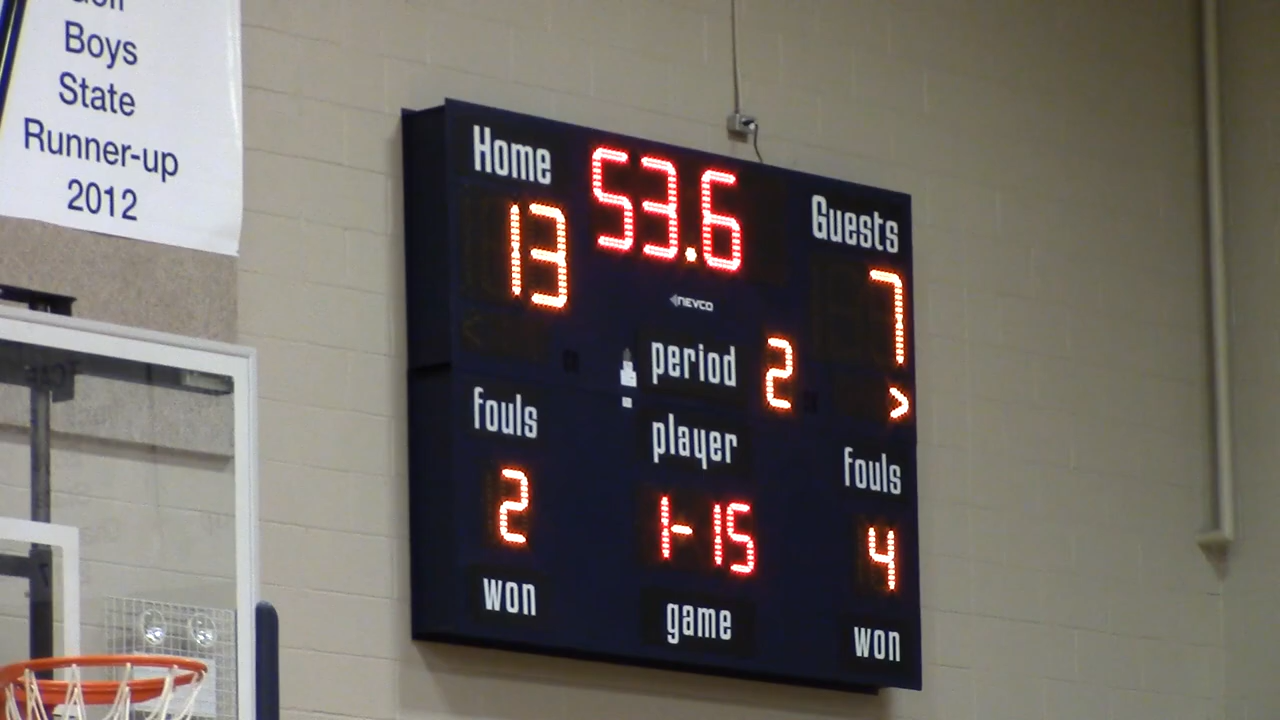 Boys
State
Runner-up
2012
Home
53.6
Guests
13
7
NEVCO
period 2
>
fouls
player
fouls
2
1-15
4
won
game
won